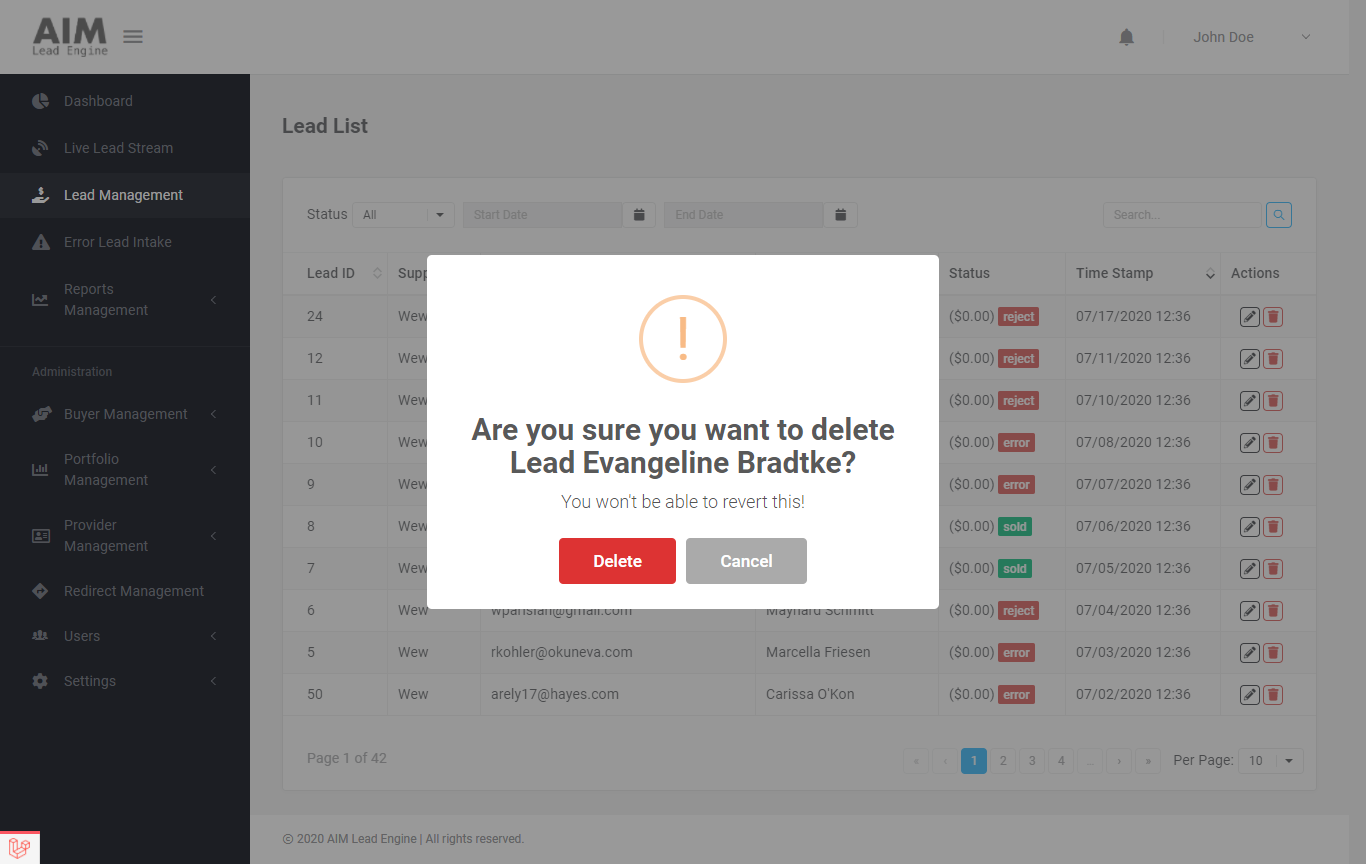 AIM
Lead Engine
John Doe
Dashboard
Live Lead Stream
Lead Management
Error Lead Intake
Reports
Management
Administration
Buyer Management
Portfolio
Management
Provider
Management
Redirect Management
Users
Settings
Lead List
Status All Start Date End Date Search...
Lead ID Supp Status Time Stamp Actions
24 Wew ($0.00) reject 07/17/2020 12:36
12 Wew ($0.00) reject 07/11/2020 12:36
11 Wew ($0.00) reject 07/10/2020 12:36
10 Wew ($0.00) error 07/08/2020 12:36
9 Wew ($0.00) error 07/07/2020 12:36
8 Wew ($0.00) sold 07/06/2020 12:36
7 Wew ($0.00) sold 07/05/2020 12:36
6 Wew wparisian@gmail.com Maynard Schmitt ($0.00) reject 07/04/2020 12:36
5 Wew rkohler@okuneva.com Marcella Friesen ($0.00) error 07/03/2020 12:36
50 Wew arely17@hayes.com Carissa O'Kon ($0.00) error 07/02/2020 12:36
!
Are you sure you want to delete
Lead Evangeline Bradtke?
You won't be able to revert this!
Delete Cancel
Page 1 of 42 « ‹ 1 2 3 4 ... › » Per Page: 10
© 2020 AIM Lead Engine | All rights reserved.